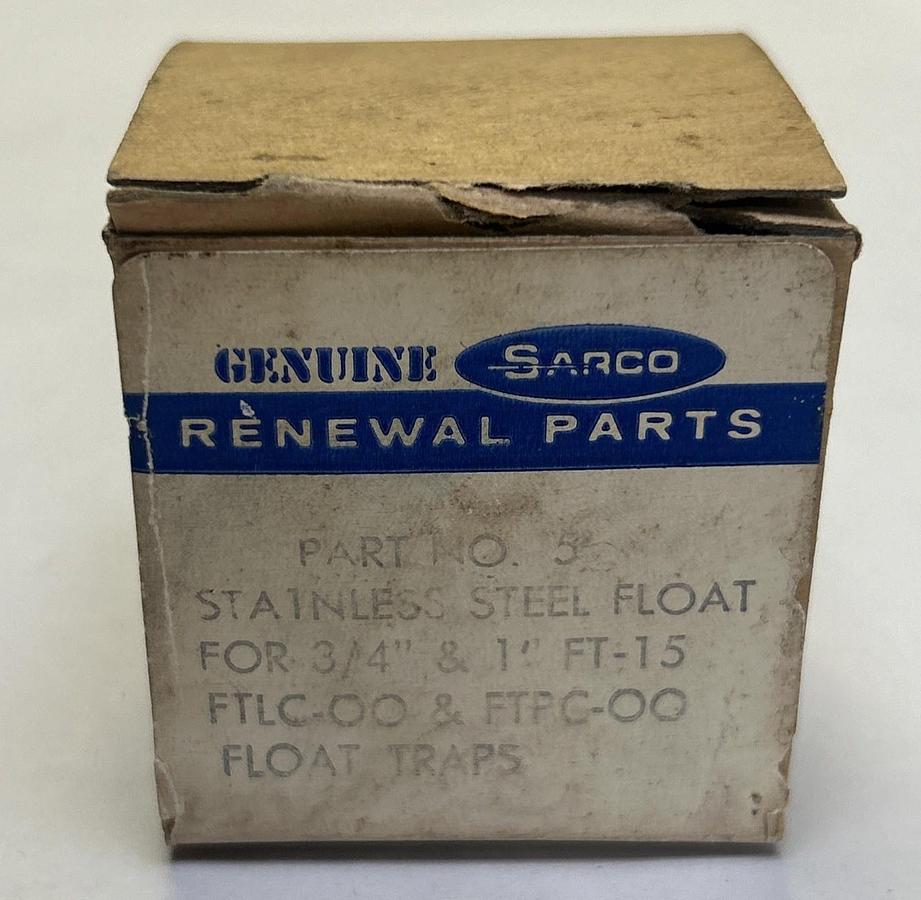 GENUINE SARCO
RENEWAL PARTS
PART NO. 5
STAINLESS STEEL FLOAT
FOR 3/4" & 1" FT-15
FTLC-OO & FTPC-OO
FLOAT TRAPS